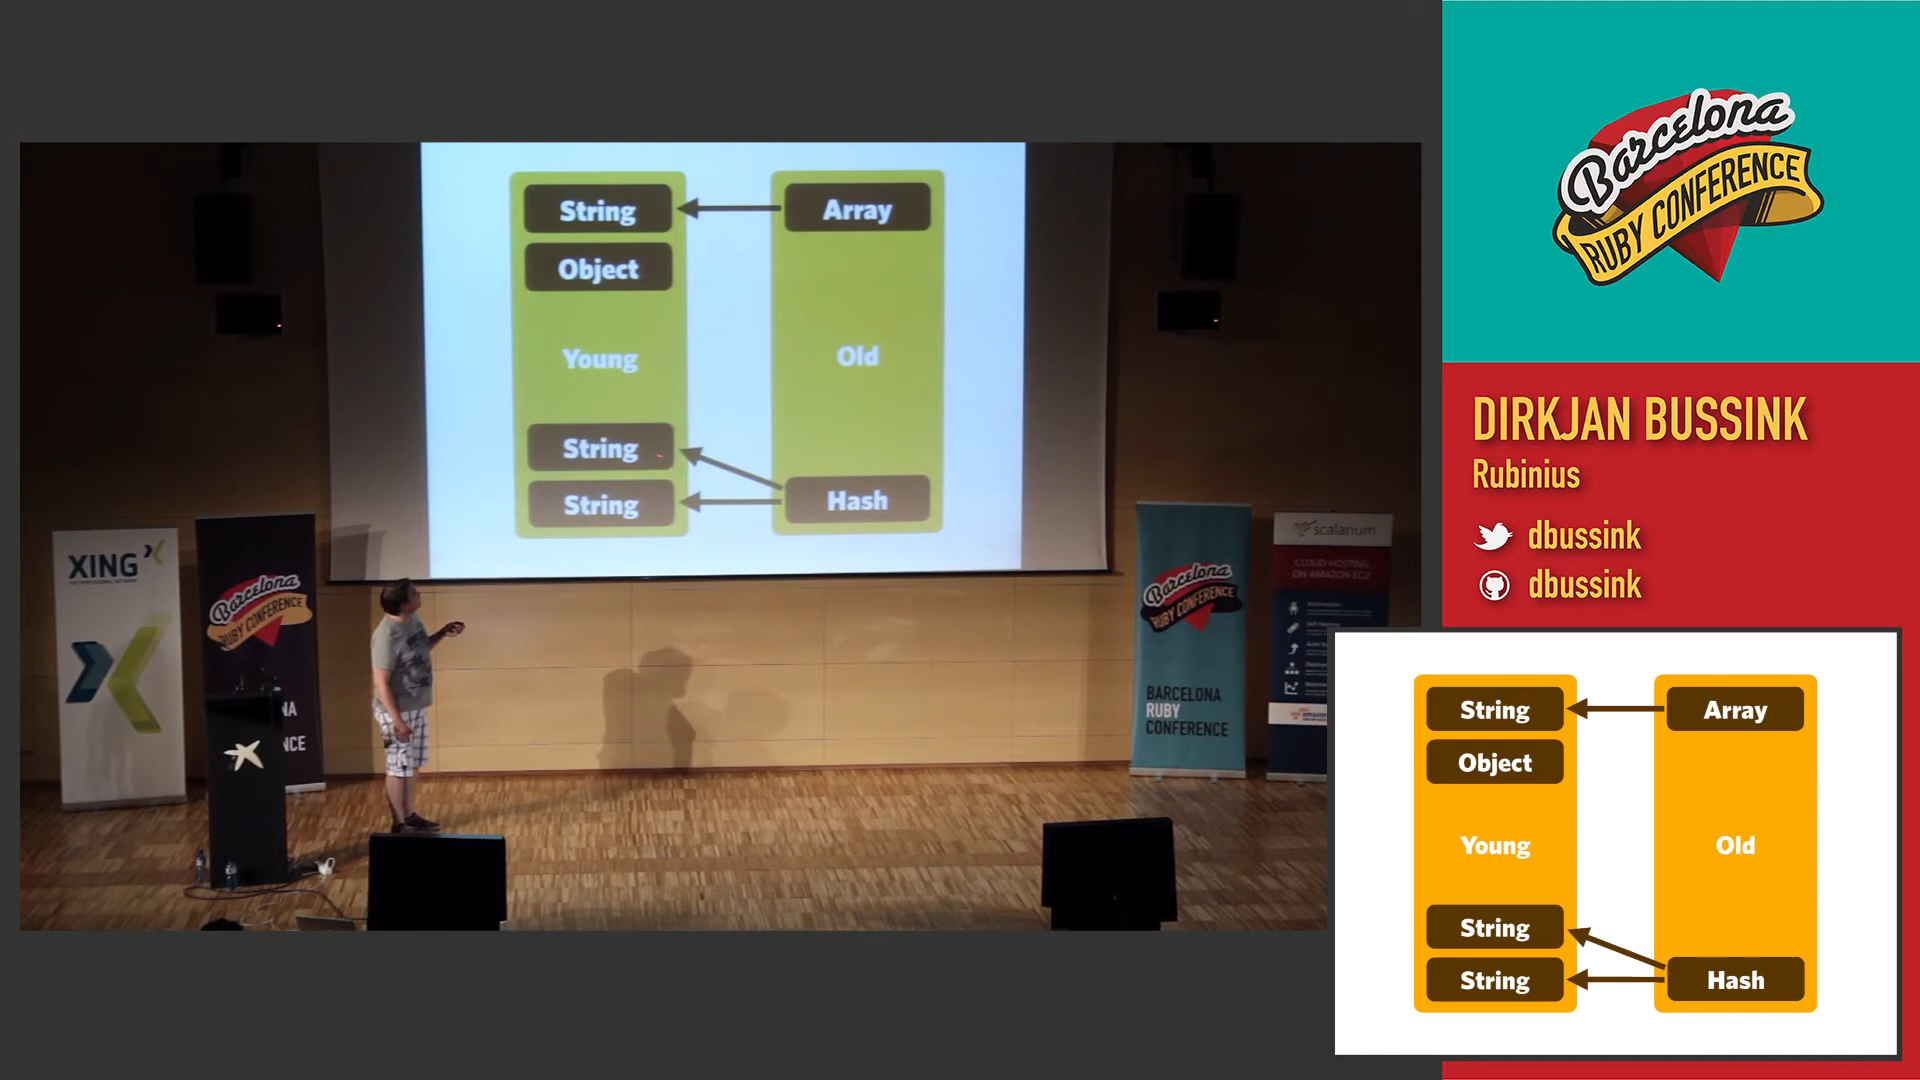 String
Array
Object
Young
Old
String
String
Hash
XING
Barcelona
RUBY CONFERENCE
Barcelona
RUBY CONFERENCE
BARCELONA
RUBY
CONFERENCE
scalarium
CLOUD HOSTING
ON AMAZON EC2
NA
NCE
Barcelona
RUBY CONFERENCE
DIRKJAN BUSSINK
Rubinius
dbussink
dbussink
String
Array
Object
Young
Old
String
String
Hash